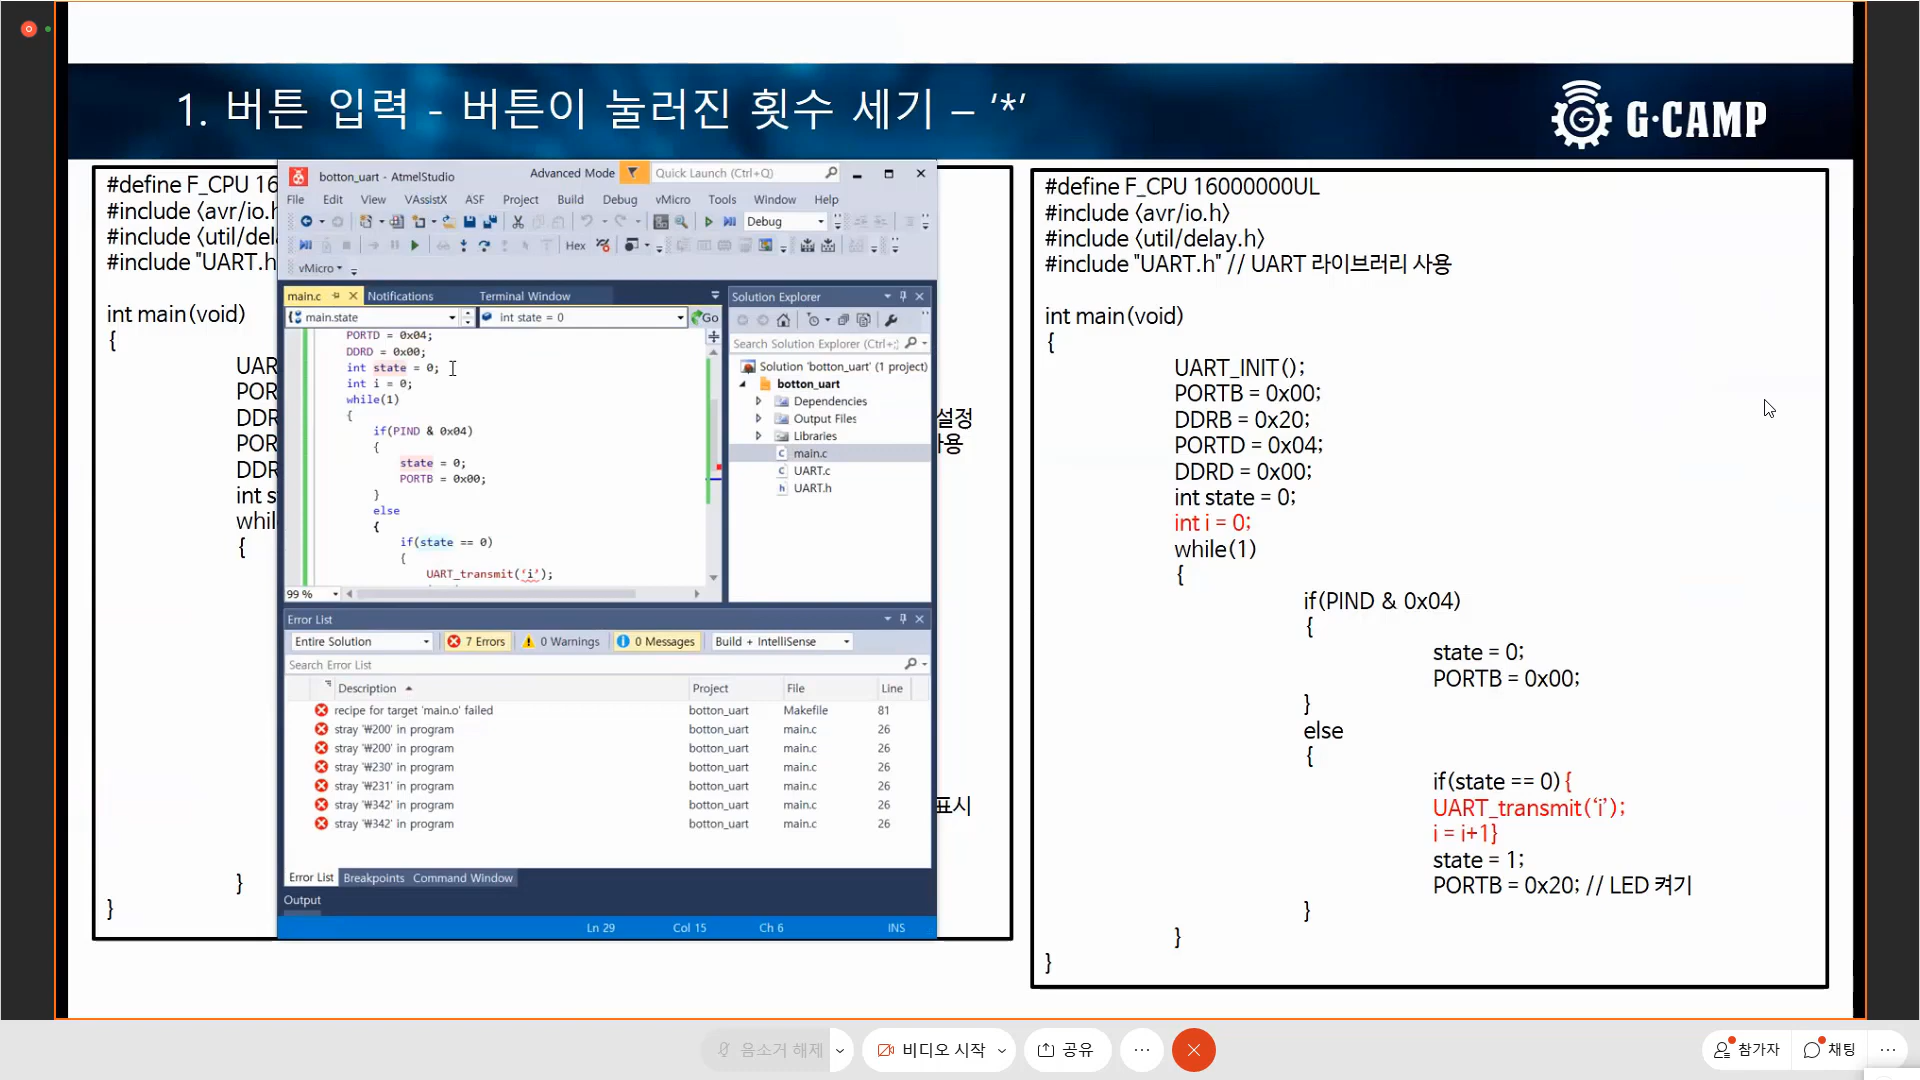 1. 버튼 입력 - 버튼이 눌러진 횟수 세기 – ‘*’
G·CAMP
#define F_CPU 16
#include <avr/io.h
#include <util/dela
#include "UART.h
int main(void)
{
UAR
POR
DDR
설정
POR
사용
DDR
int s
whil
{
표시
}
}
botton_uart - AtmelStudio
Advanced Mode
Quick Launch (Ctrl+Q)
File Edit View VAssistX ASF Project Build Debug vMicro Tools Window Help
Debug
Hex
vMicro
main.c Notifications Terminal Window
main.state
int state = 0
Go
PORTD = 0x04;
DDRD = 0x00;
int state = 0;
int i = 0;
while(1)
{
if(PIND & 0x04)
{
state = 0;
PORTB = 0x00;
}
else
{
if(state == 0)
{
UART_transmit(‘i’);
99 %
Solution Explorer
Search Solution Explorer (Ctrl+;)
Solution 'botton_uart' (1 project)
botton_uart
Dependencies
Output Files
Libraries
main.c
UART.c
UART.h
Error List
Entire Solution
7 Errors
0 Warnings
0 Messages
Build + IntelliSense
Search Error List
Description Project File Line
recipe for target 'main.o' failed botton_uart Makefile 81
stray '₩200' in program botton_uart main.c 26
stray '₩200' in program botton_uart main.c 26
stray '₩230' in program botton_uart main.c 26
stray '₩231' in program botton_uart main.c 26
stray '₩342' in program botton_uart main.c 26
stray '₩342' in program botton_uart main.c 26
Error List Breakpoints Command Window
Output
Ln 29 Col 15 Ch 6 INS
#define F_CPU 16000000UL
#include <avr/io.h>
#include <util/delay.h>
#include "UART.h" // UART 라이브러리 사용
int main(void)
{
UART_INIT();
PORTB = 0x00;
DDRB = 0x20;
PORTD = 0x04;
DDRD = 0x00;
int state = 0;
int i = 0;
while(1)
{
if(PIND & 0x04)
{
state = 0;
PORTB = 0x00;
}
else
{
if(state == 0) {
UART_transmit(‘i’);
i = i+1}
state = 1;
PORTB = 0x20; // LED 켜기
}
}
}
음소거 해제
비디오 시작
공유
참가자
채팅